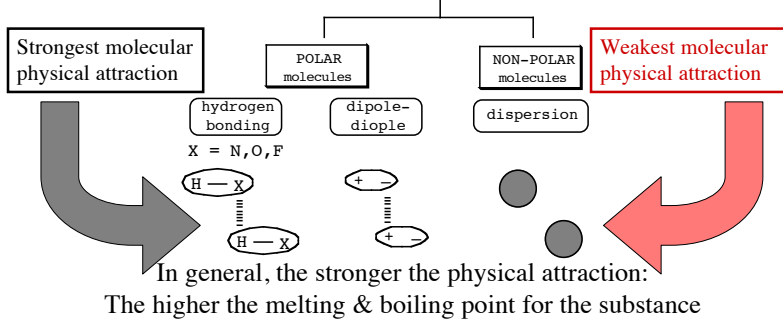 Strongest molecular
physical attraction
POLAR
molecules
NON-POLAR
molecules
Weakest molecular
physical attraction
hydrogen
bonding
dipole-
diople
dispersion
X = N,O,F
H — X
+ −
H — X
+ −
In general, the stronger the physical attraction:
The higher the melting & boiling point for the substance